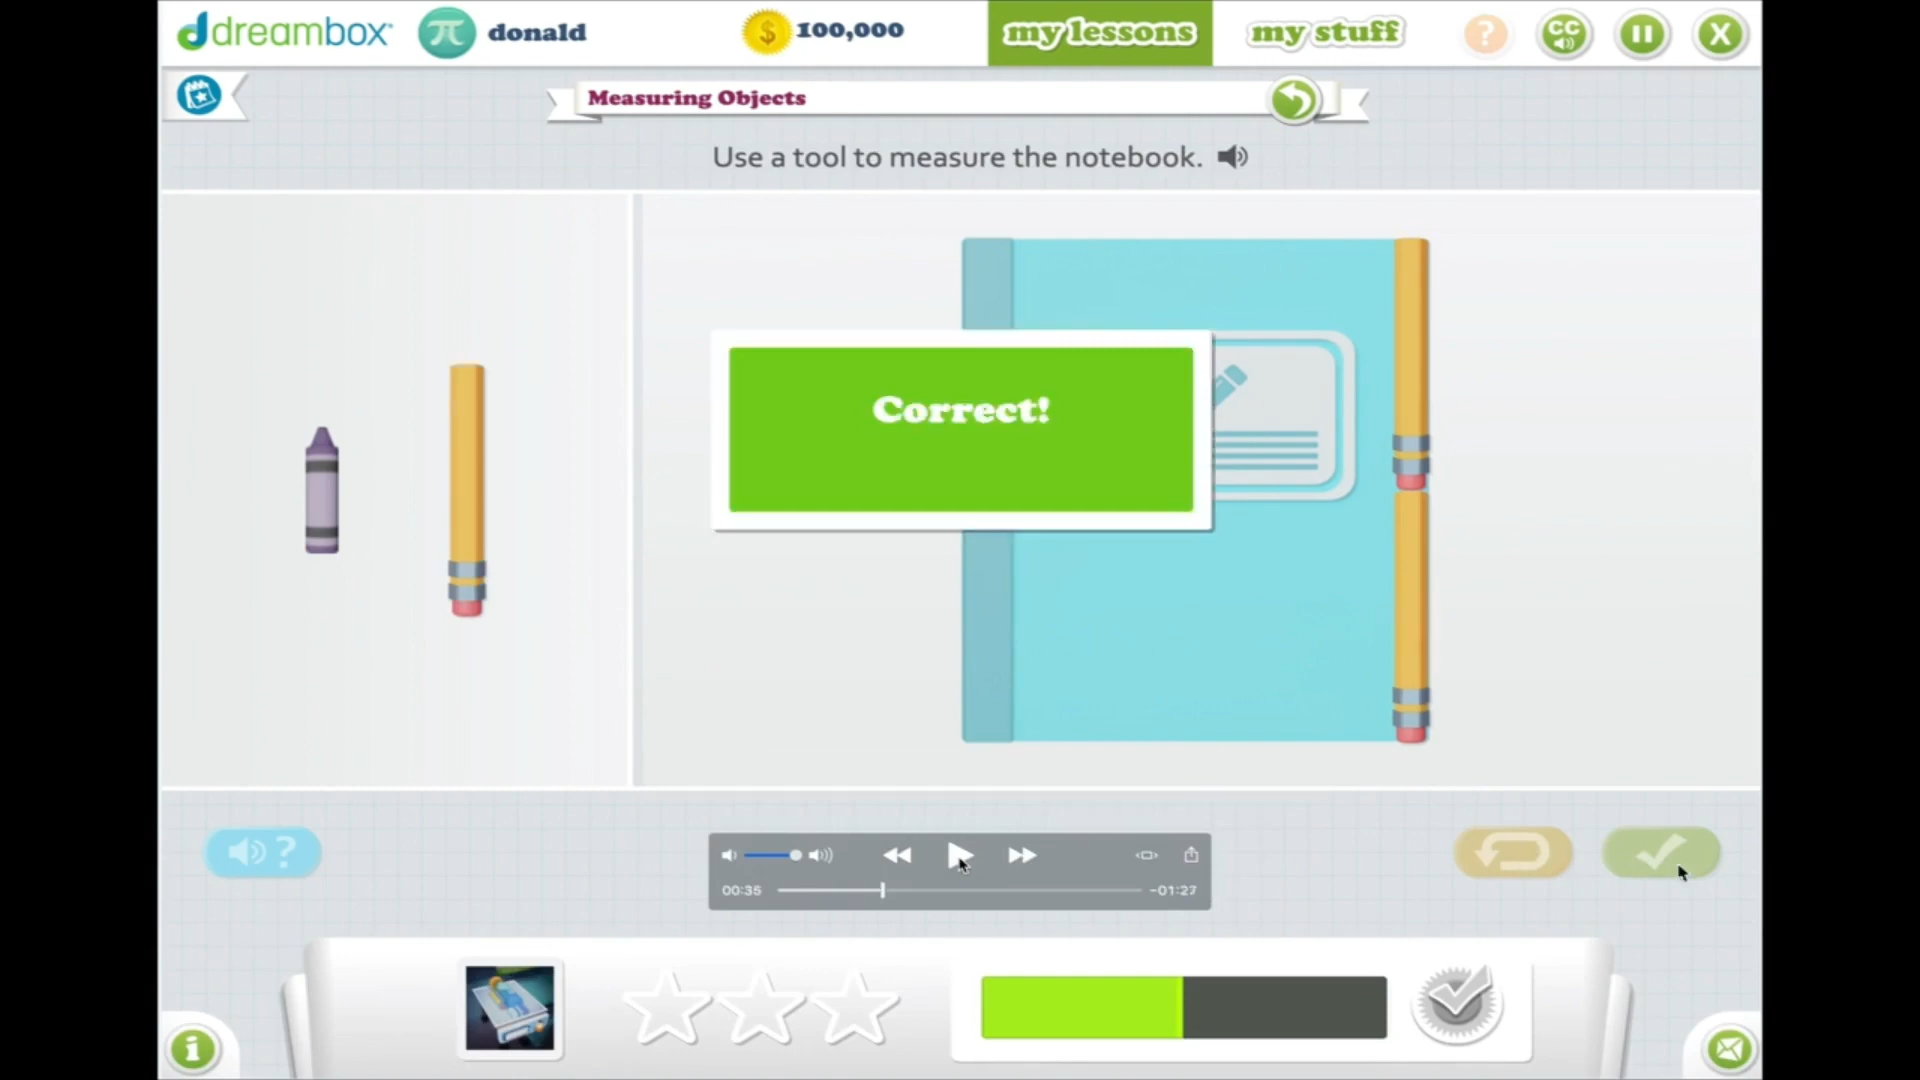 dreambox
π
donald
$
100,000
my lessons
my stuff
?
CC
X
Measuring Objects
Use a tool to measure the notebook.
Correct!
?
00:35
-01:27
i